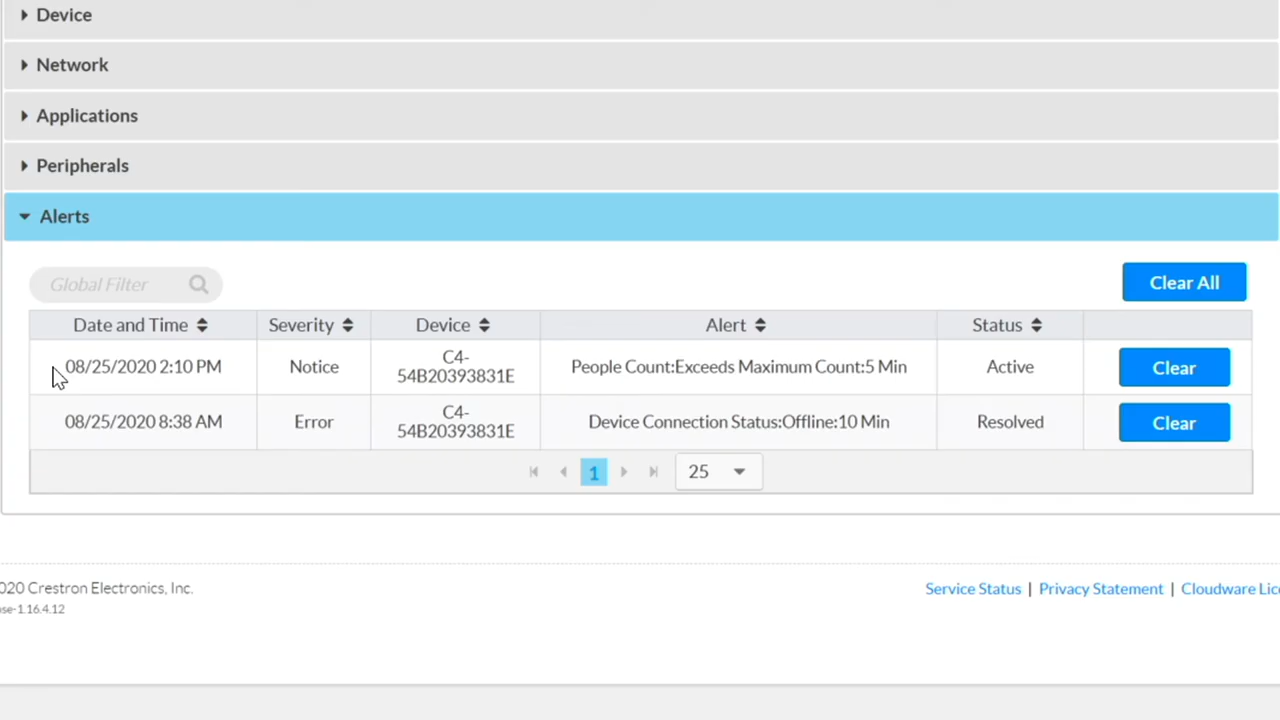 Device
Network
Applications
Peripherals
Alerts
Global Filter
Clear All
Date and Time Severity Device Alert Status
08/25/2020 2:10 PM Notice C4-54B20393831E People Count:Exceeds Maximum Count:5 Min Active Clear
08/25/2020 8:38 AM Error C4-54B20393831E Device Connection Status:Offline:10 Min Resolved Clear
1 25
020 Crestron Electronics, Inc. Service Status | Privacy Statement | Cloudware Lic
se-1.16.4.12